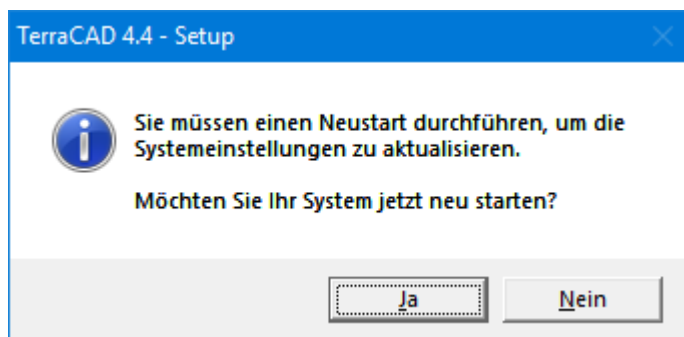 TerraCAD 4.4 - Setup
Sie müssen einen Neustart durchführen, um die
Systemeinstellungen zu aktualisieren.
Möchten Sie Ihr System jetzt neu starten?
Ja
Nein